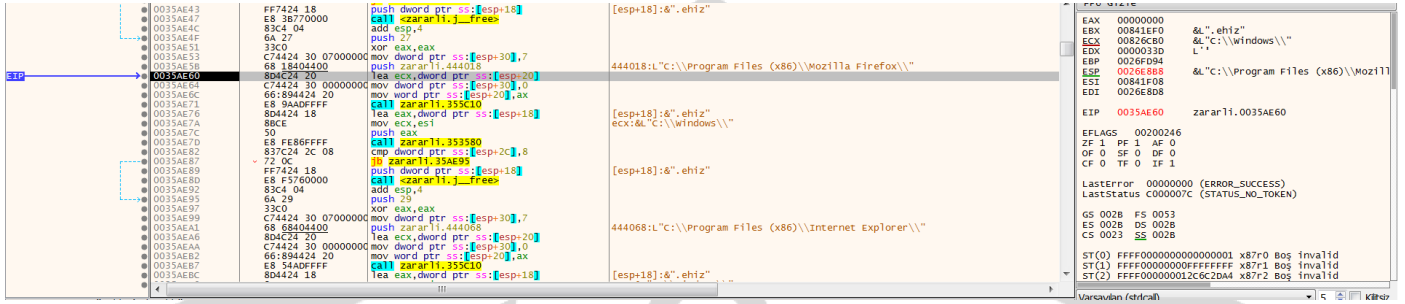 0035AE43 FF7424 18 push dword ptr ss:[esp+18] [esp+18]:&".ehiz"
0035AE47 E8 3B770000 call <zararli.j__free>
0035AE4C 83C4 04 add esp,4
0035AE4F 6A 27 push 27
0035AE51 33C0 xor eax,eax
0035AE53 C74424 30 07000000 mov dword ptr ss:[esp+30],7
0035AE5B 68 18404400 push zararli.444018 444018:L"C:\\Program Files (x86)\\Mozilla Firefox\\"
EIP 0035AE60 8D4C24 20 lea ecx,dword ptr ss:[esp+20]
0035AE64 C74424 30 00000000 mov dword ptr ss:[esp+30],0
0035AE6C 66:894424 20 mov word ptr ss:[esp+20],ax
0035AE71 E8 9AADFFFF call zararli.355C10
0035AE76 8D4424 18 lea eax,dword ptr ss:[esp+18] [esp+18]:&".ehiz"
0035AE7A 8BCE mov ecx,esi ecx:&L"C:\\Windows\\"
0035AE7C 50 push eax
0035AE7D E8 FE86FFFF call zararli.353580
0035AE82 837C24 2C 08 cmp dword ptr ss:[esp+2C],8
0035AE87 72 0C jb zararli.35AE95
0035AE89 FF7424 18 push dword ptr ss:[esp+18] [esp+18]:&".ehiz"
0035AE8D E8 F5760000 call <zararli.j__free>
0035AE92 83C4 04 add esp,4
0035AE95 6A 29 push 29
0035AE97 33C0 xor eax,eax
0035AE99 C74424 30 07000000 mov dword ptr ss:[esp+30],7
0035AEA1 68 68404400 push zararli.444068 444068:L"C:\\Program Files (x86)\\Internet Explorer\\"
0035AEA6 8D4C24 20 lea ecx,dword ptr ss:[esp+20]
0035AEAA C74424 30 00000000 mov dword ptr ss:[esp+30],0
0035AEB2 66:894424 20 mov word ptr ss:[esp+20],ax
0035AEB7 E8 54ADFFFF call zararli.355C10
0035AEBC 8D4424 18 lea eax,dword ptr ss:[esp+18] [esp+18]:&".ehiz"
EAX 00000000
EBX 00841EF0 &L".ehiz"
ECX 00826CB0 &L"C:\\Windows\\"
EDX 0000033D L''
EBP 0026FD94
ESP 0026E8B8 &L"C:\\Program Files (x86)\\Mozill
ESI 00841F08
EDI 0026E8D8
EIP 0035AE60 zararli.0035AE60
EFLAGS 00200246
ZF 1 PF 1 AF 0
OF 0 SF 0 DF 0
CF 0 TF 0 IF 1
LastError 00000000 (ERROR_SUCCESS)
LastStatus C000007C (STATUS_NO_TOKEN)
GS 002B FS 0053
ES 002B DS 002B
CS 0023 SS 002B
ST(0) FFFF0000000000000001 x87r0 Boş invalid
ST(1) FFFF00000000FFFFFFFF x87r1 Boş invalid
ST(2) FFFF000000012C6C2DA4 x87r2 Boş invalid
Varsayılan (stdcall) 5 Kilitsiz